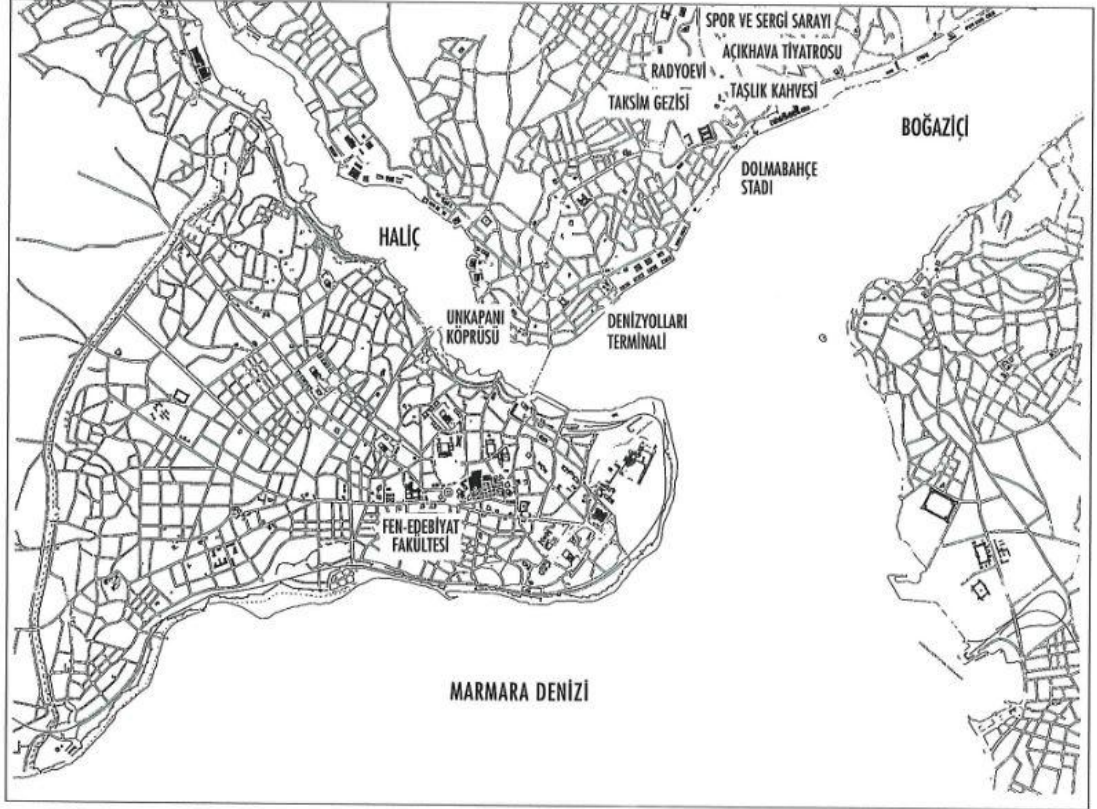 SPOR VE SERGİ SARAYI
AÇIKHAVA TİYATROSU
RADYOEVİ
TAŞLIK KAHVESİ
TAKSİM GEZİSİ
BOĞAZİÇİ
DOLMABAHÇE
STADI
HALİÇ
UNKAPANI
KÖPRÜSÜ
DENİZYOLLARI
TERMİNALİ
FEN-EDEBİYAT
FAKÜLTESİ
MARMARA DENİZİ